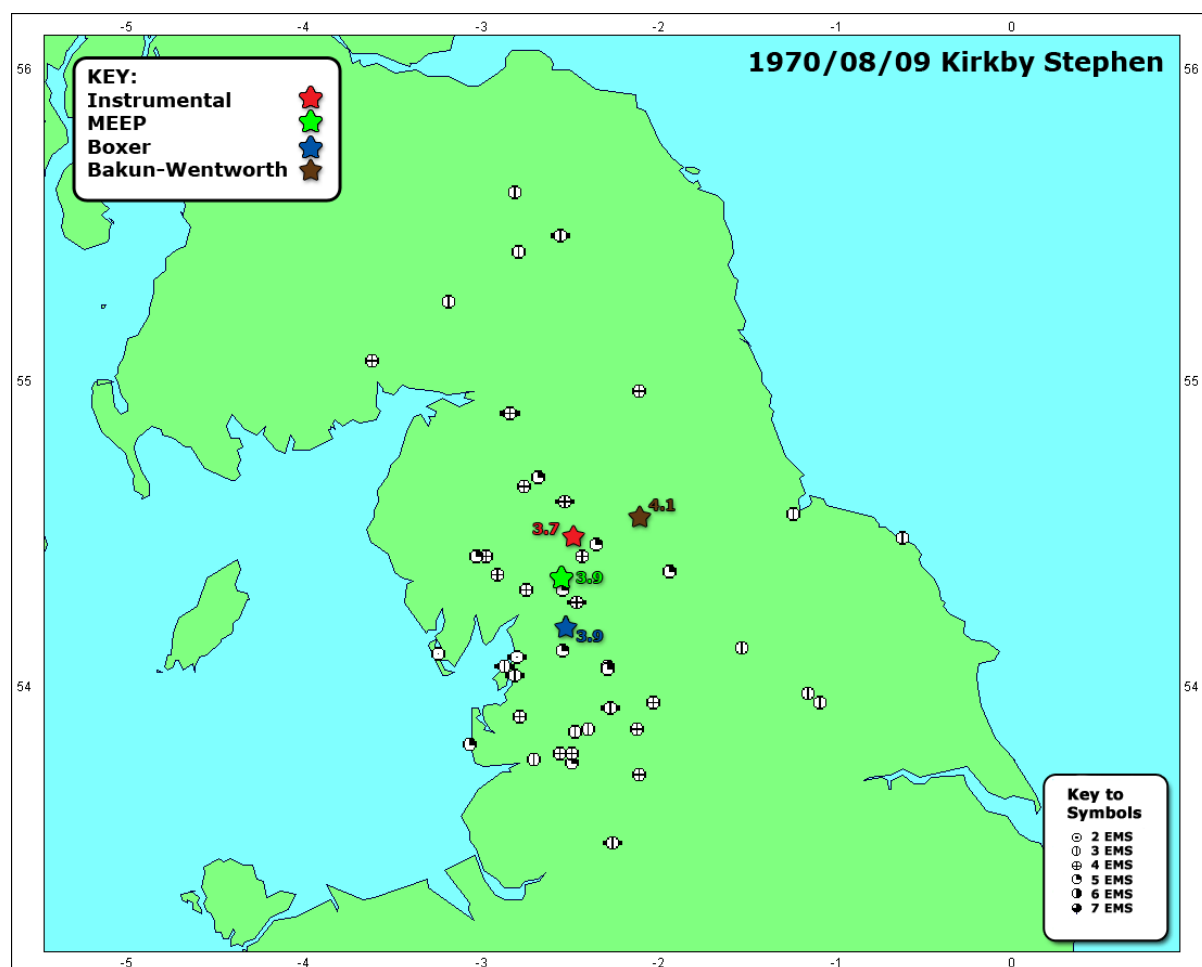 -5 -4 -3 -2 -1 0
56 56
1970/08/09 Kirkby Stephen
KEY:
Instrumental
MEEP
Boxer
Bakun-Wentworth
55 55
4.1
3.7
3.9
3.9
54 54
Key to
Symbols
2 EMS
3 EMS
4 EMS
5 EMS
6 EMS
7 EMS
-5 -4 -3 -2 -1 0